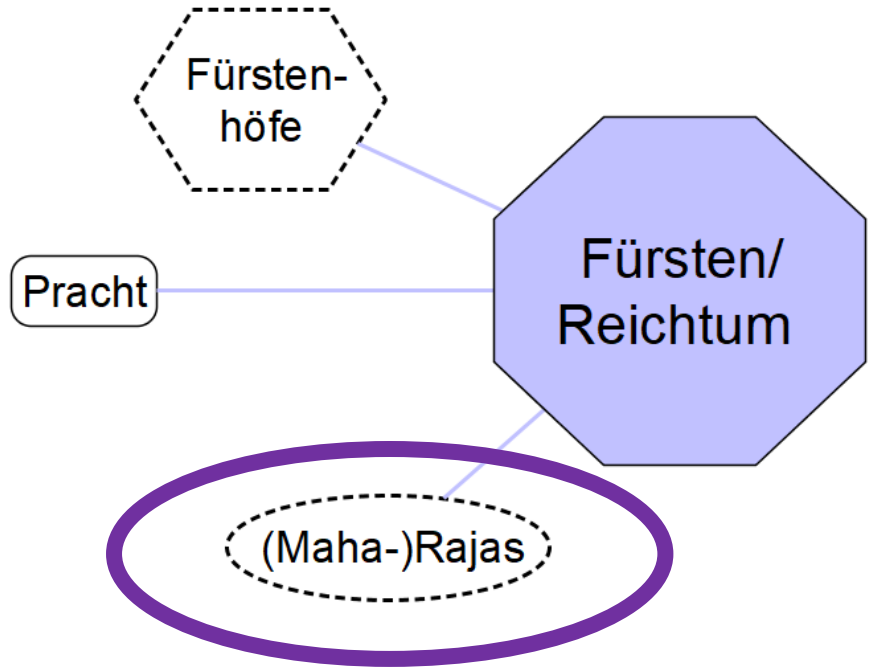 Fürsten-
höfe
Fürsten/
Reichtum
Pracht
(Maha-)Rajas